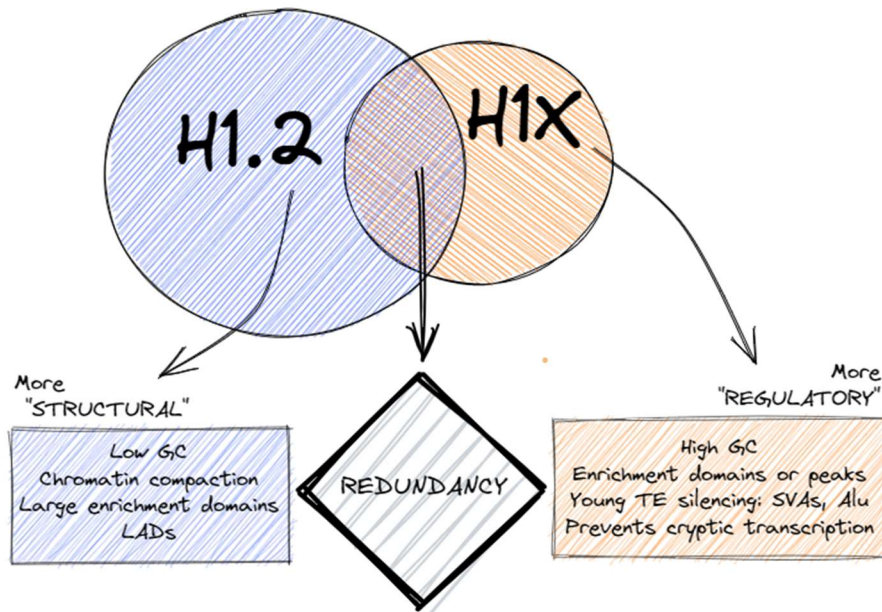 H1.2
H1X
More
"STRUCTURAL"
Low GC
Chromatin compaction
Large enrichment domains
LADs
REDUNDANCY
More
"REGULATORY"
High GC
Enrichment domains or peaks
Young TE silencing: SVAs, Alu
Prevents cryptic transcription